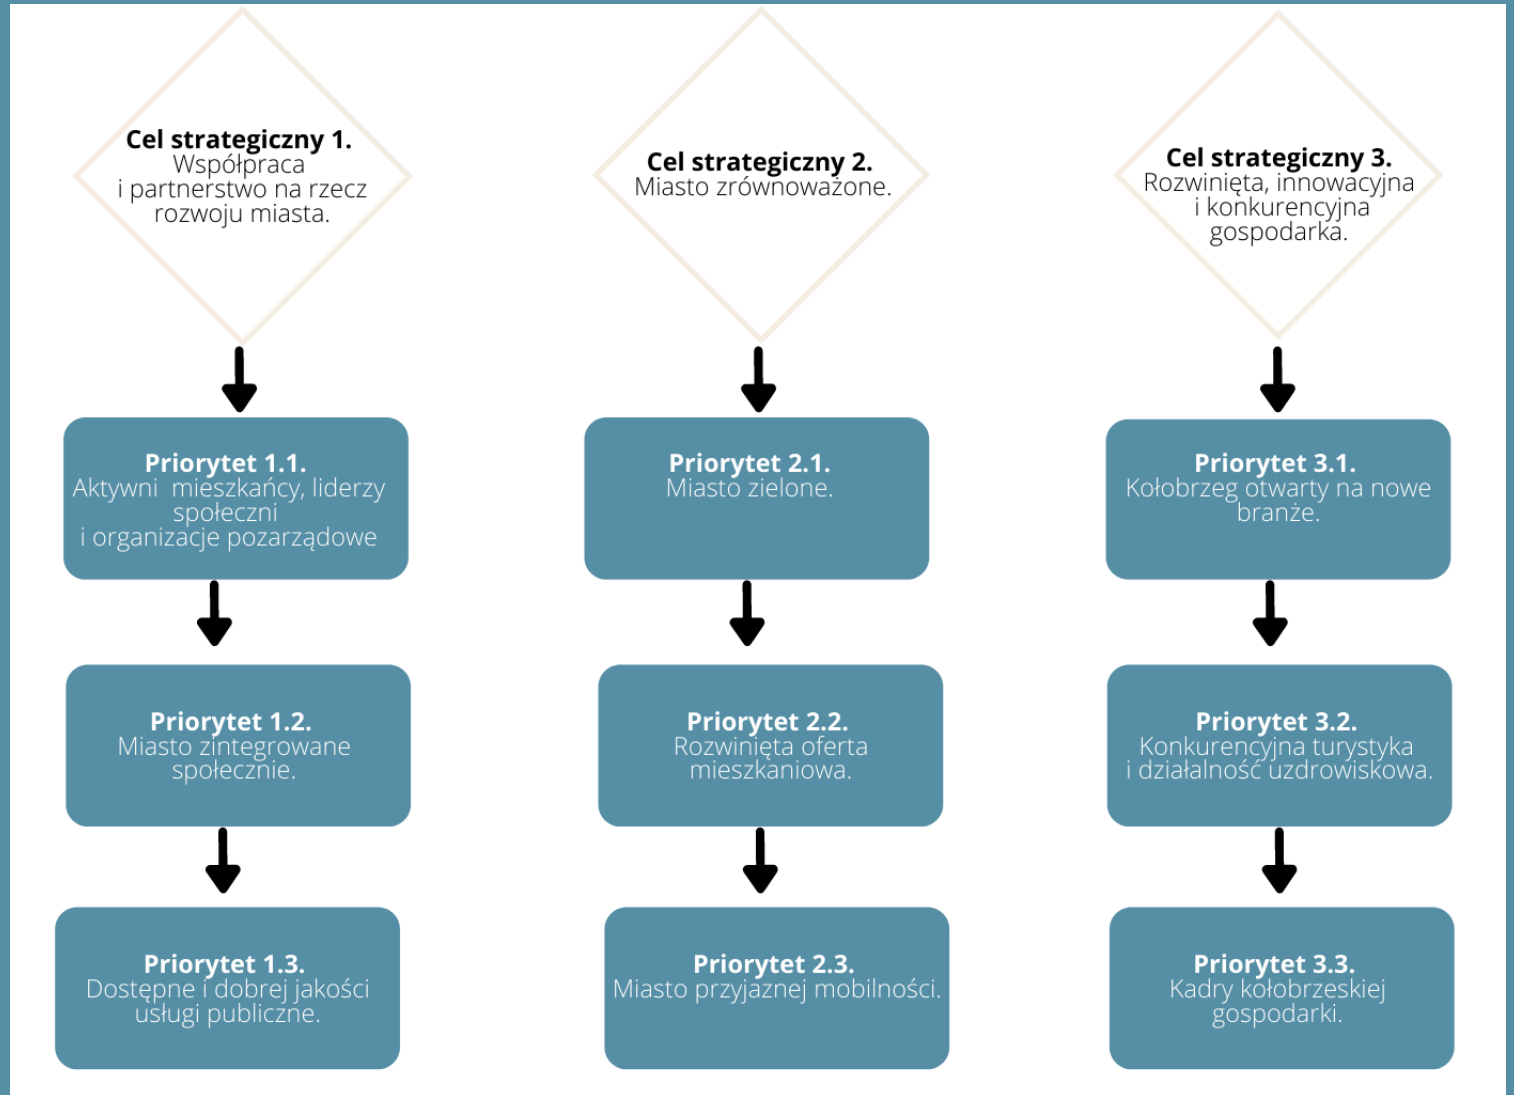 Cel strategiczny 1.
Współpraca
i partnerstwo na rzecz
rozwoju miasta.
Priorytet 1.1.
Aktywni  mieszkańcy, liderzy
społeczni
i organizacje pozarządowe
Priorytet 1.2.
Miasto zintegrowane
społecznie.
Priorytet 1.3.
Dostępne i dobrej jakości
usługi publiczne.
Cel strategiczny 2.
Miasto zrównoważone.
Priorytet 2.1.
Miasto zielone.
Priorytet 2.2.
Rozwinięta oferta
mieszkaniowa.
Priorytet 2.3.
Miasto przyjaznej mobilności.
Cel strategiczny 3.
Rozwinięta, innowacyjna
i konkurencyjna
gospodarka.
Priorytet 3.1.
Kołobrzeg otwarty na nowe
branże.
Priorytet 3.2.
Konkurencyjna turystyka
i działalność uzdrowiskowa.
Priorytet 3.3.
Kadry kołobrzeskiej
gospodarki.